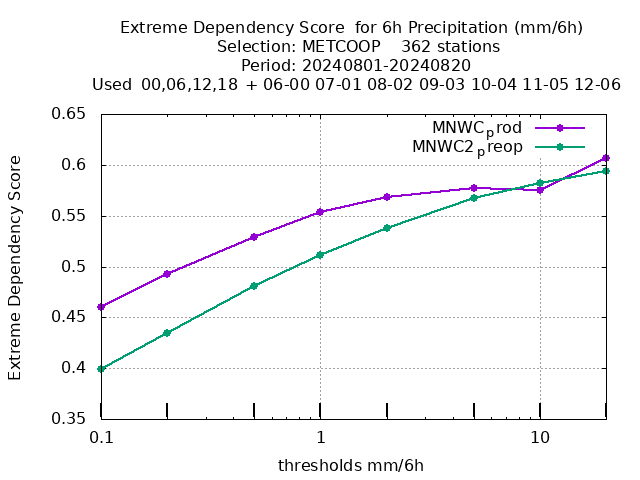 Extreme Dependency Score  for 6h Precipitation (mm/6h)
Selection: METCOOP    362 stations
Period: 20240801-20240820
Used  00,06,12,18  + 06-00 07-01 08-02 09-03 10-04 11-05 12-06
0.65
MNWCprod
MNWC2preop
0.6
0.55
0.5
0.45
0.4
0.35
Extreme Dependency Score
0.1
1
10
thresholds mm/6h